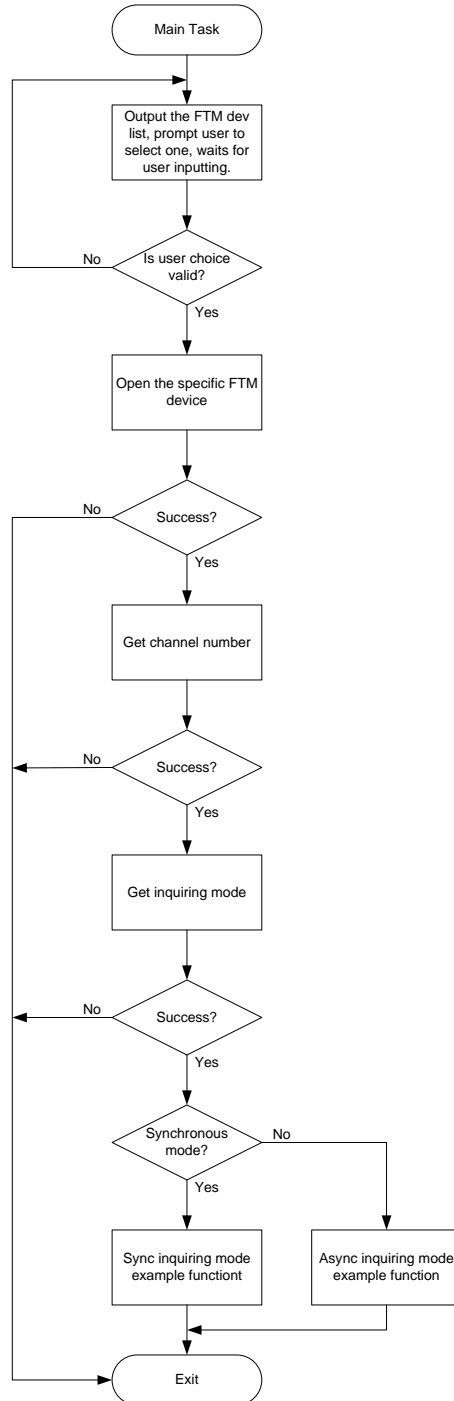 Main Task
Output the FTM dev
list, prompt user to
select one, waits for
user inputting.
No
Is user choice
valid?
Yes
Open the specific FTM
device
No
Success?
Yes
Get channel number
No
Success?
Yes
Get inquiring mode
No
Success?
Yes
Synchronous
mode?
No
Yes
Sync inquiring mode
example functiont
Async inquiring mode
example function
Exit